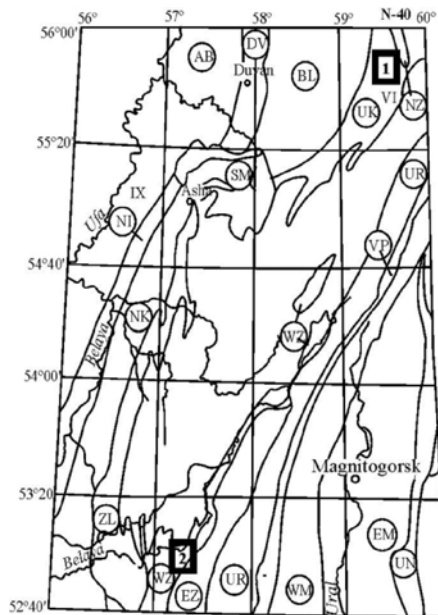 N-40
56° 57° 58° 59° 60°
56°00'
DV
AB
1
Duvan
BL
VI
NZ
UK
55°20'
SM
UR
IX
Asha
NI
Ufa
VP
54°40'
NK
WZ
Belaya
54°00'
Magnitogorsk
53°20'
ZL
EM
2
Belaya
WZ
UR
UN
EZ
WM
Ural
52°40'